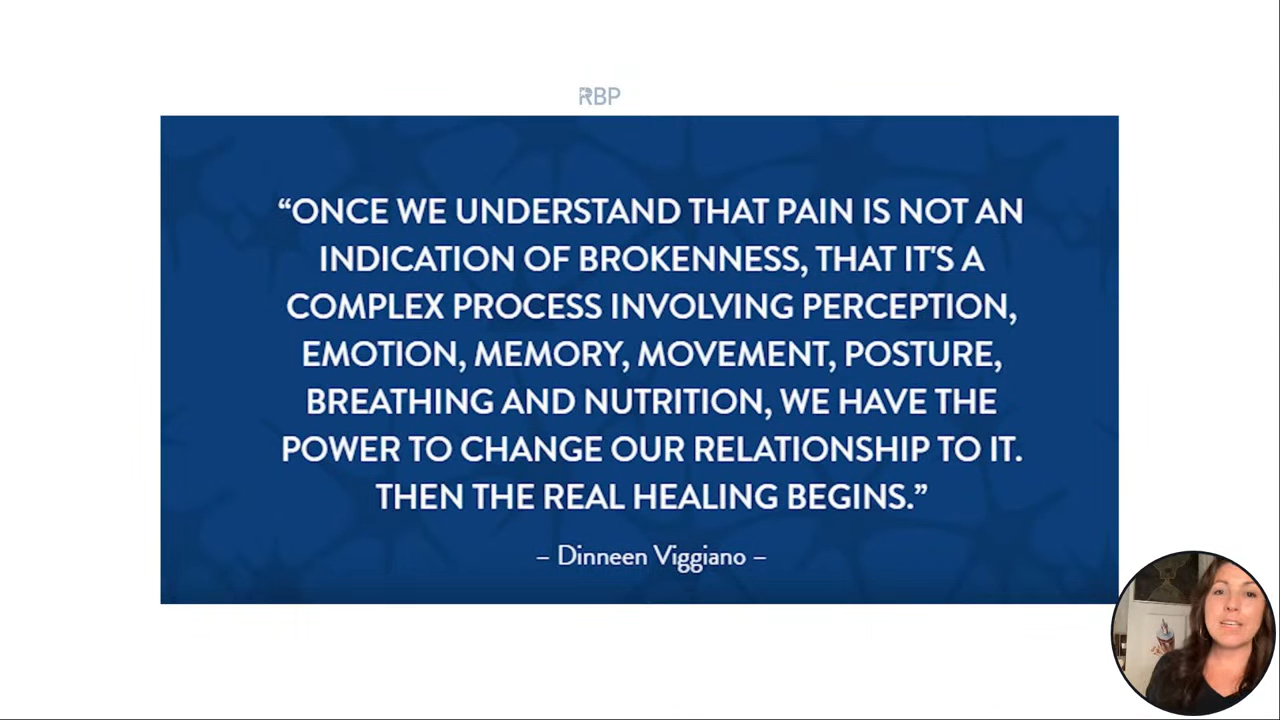 RBP
“ONCE WE UNDERSTAND THAT PAIN IS NOT AN
INDICATION OF BROKENNESS, THAT IT'S A
COMPLEX PROCESS INVOLVING PERCEPTION,
EMOTION, MEMORY, MOVEMENT, POSTURE,
BREATHING AND NUTRITION, WE HAVE THE
POWER TO CHANGE OUR RELATIONSHIP TO IT.
THEN THE REAL HEALING BEGINS.”
– Dinneen Viggiano –